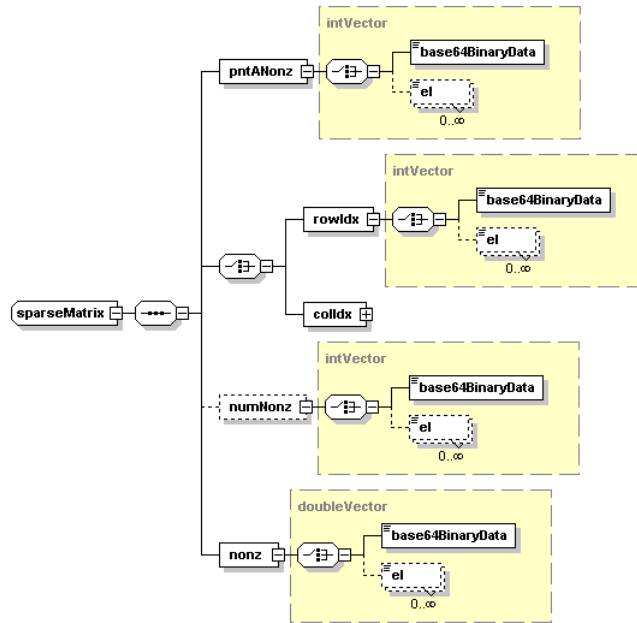 intVector
pntANonz
base64BinaryData
el
0..∞
intVector
rowIdx
base64BinaryData
el
0..∞
colIdx
sparseMatrix
intVector
numNonz
base64BinaryData
el
0..∞
doubleVector
nonz
base64BinaryData
el
0..∞